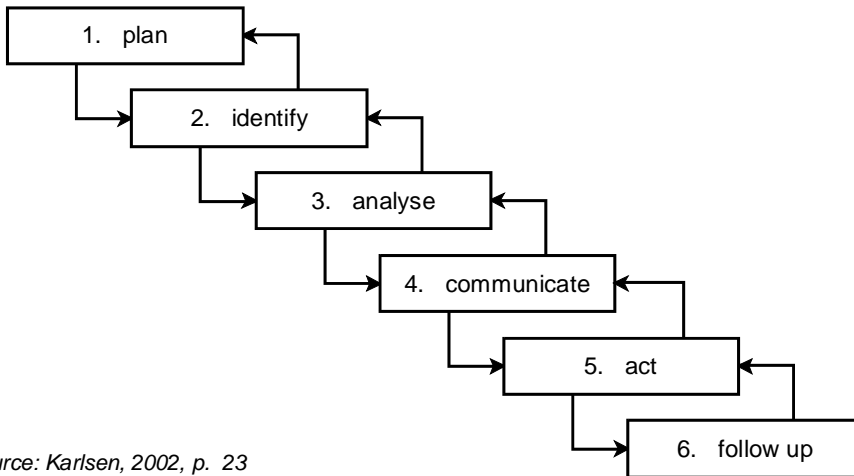 1. plan
2. identify
3. analyse
4. communicate
5. act
6. follow up
urce: Karlsen, 2002, p. 23